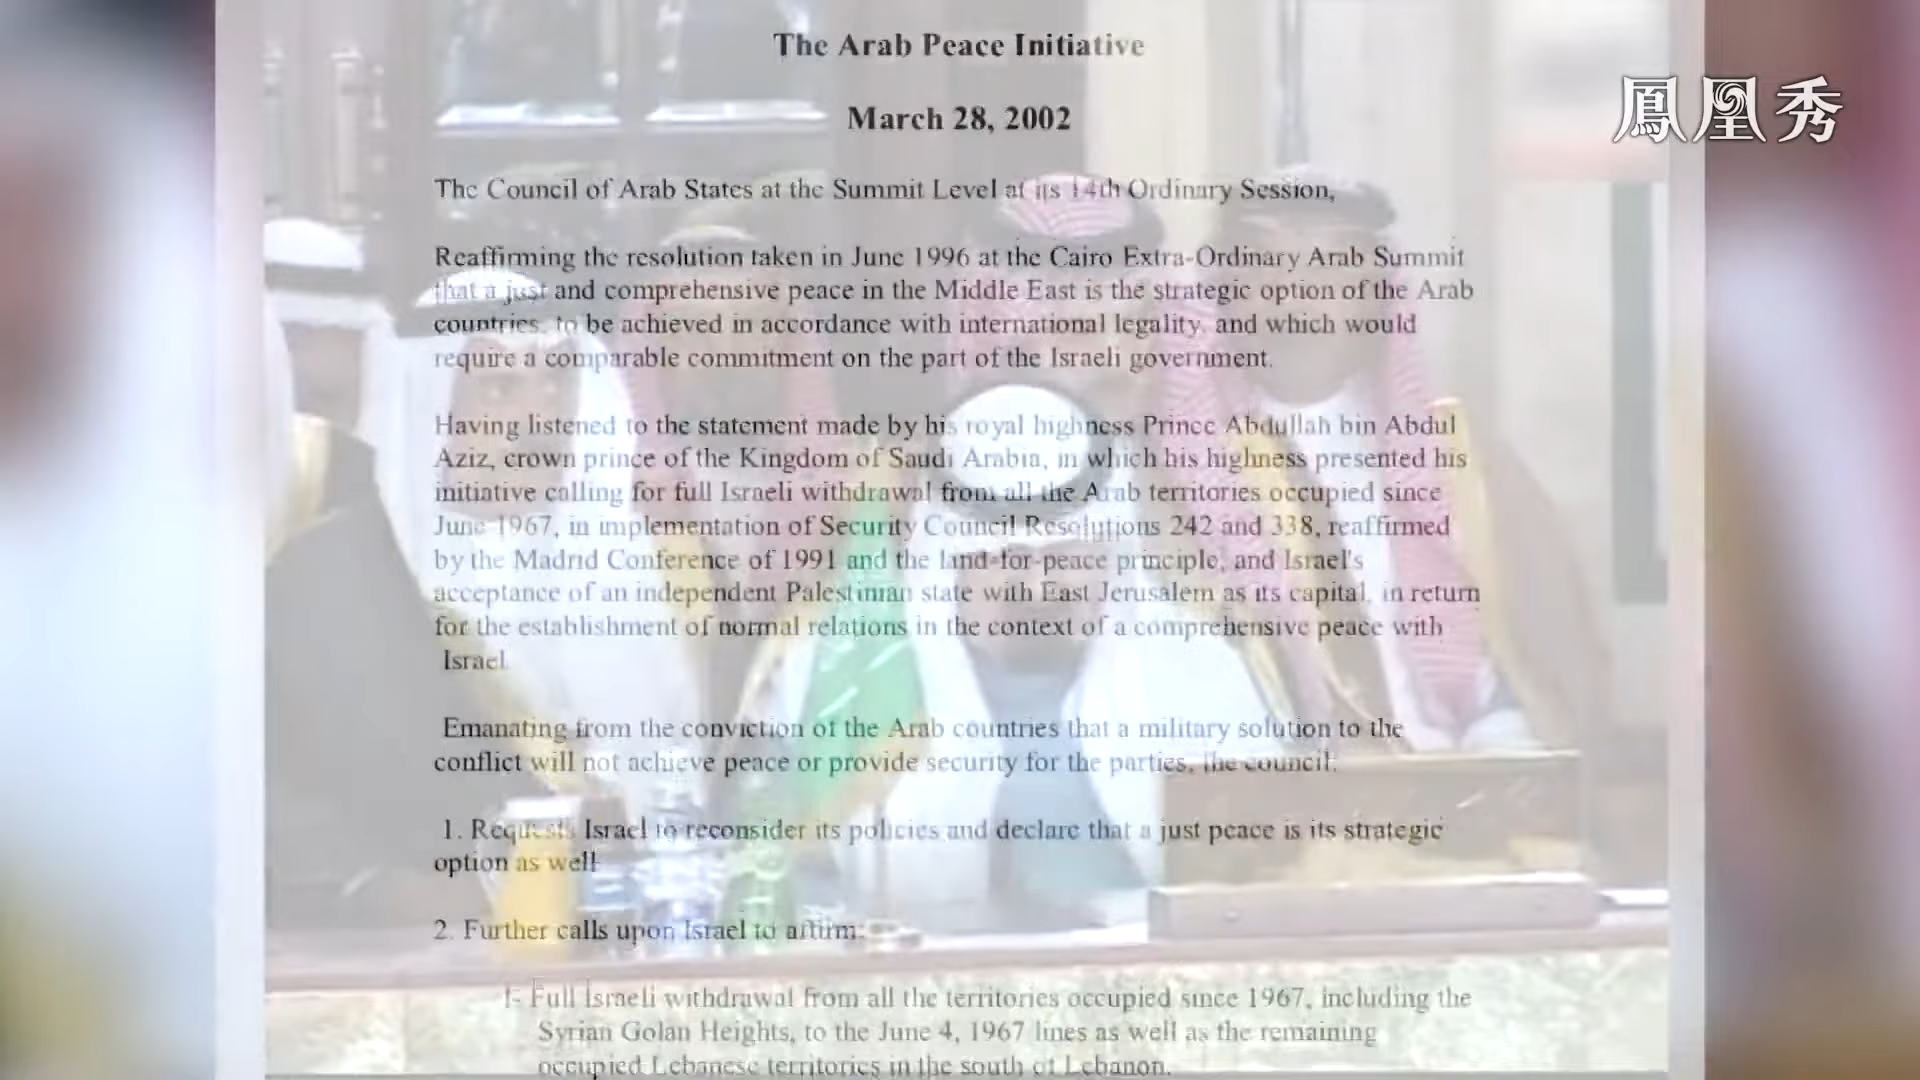 The Arab Peace Initiative
鳳凰秀
March 28, 2002
The Council of Arab States at the Summit Level at its 14th Ordinary Session,
Reaffirming the resolution taken in June 1996 at the Cairo Extra-Ordinary Arab Summit
that a just and comprehensive peace in the Middle East is the strategic option of the Arab
countries, to be achieved in accordance with international legality, and which would
require a comparable commitment on the part of the Israeli government.
Having listened to the statement made by his royal highness Prince Abdullah bin Abdul
Aziz, crown prince of the Kingdom of Saudi Arabia, in which his highness presented his
initiative calling for full Israeli withdrawal from all the Arab territories occupied since
June 1967, in implementation of Security Council Resolutions 242 and 338, reaffirmed
by the Madrid Conference of 1991 and the land-for-peace principle, and Israel's
acceptance of an independent Palestinian state with East Jerusalem as its capital, in return
for the establishment of normal relations in the context of a comprehensive peace with
Israel.
Emanating from the conviction of the Arab countries that a military solution to the
conflict will not achieve peace or provide security for the parties, the council:
1. Requests Israel to reconsider its policies and declare that a just peace is its strategic
option as well.
2. Further calls upon Israel to affirm:
I- Full Israeli withdrawal from all the territories occupied since 1967, including the
Syrian Golan Heights, to the June 4, 1967 lines as well as the remaining
occupied Lebanese territories in the south of Lebanon.